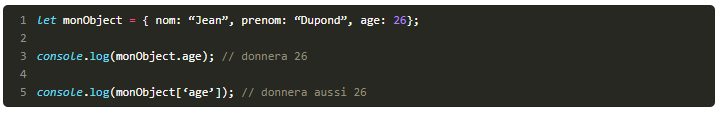 1 let monObject = { nom: “Jean”, prenom: “Dupond”, age: 26};
2
3 console.log(monObject.age); // donnera 26
4
5 console.log(monObject[‘age’]); // donnera aussi 26